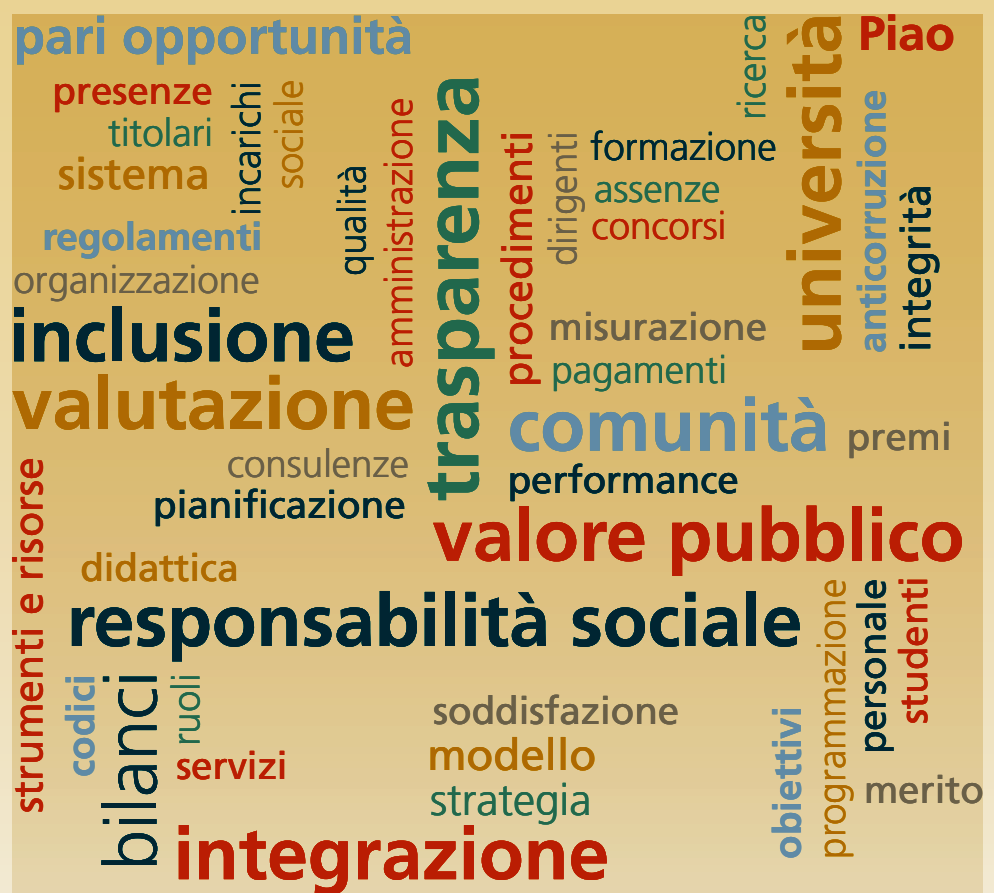 pari opportunità
ricerca
università
Piao
presenze
titolari
sistema
incarichi
sociale
qualità
amministrazione
trasparenza
procedimenti
dirigenti
formazione
assenze
concorsi
anticorruzione
integrità
regolamenti
organizzazione
inclusione
valutazione
misurazione
pagamenti
comunità
premi
consulenze
pianificazione
performance
valore pubblico
strumenti e risorse
didattica
responsabilità sociale
programmazione
personale
studenti
codici
bilanci
ruoli
servizi
soddisfazione
modello
strategia
obiettivi
merito
integrazione